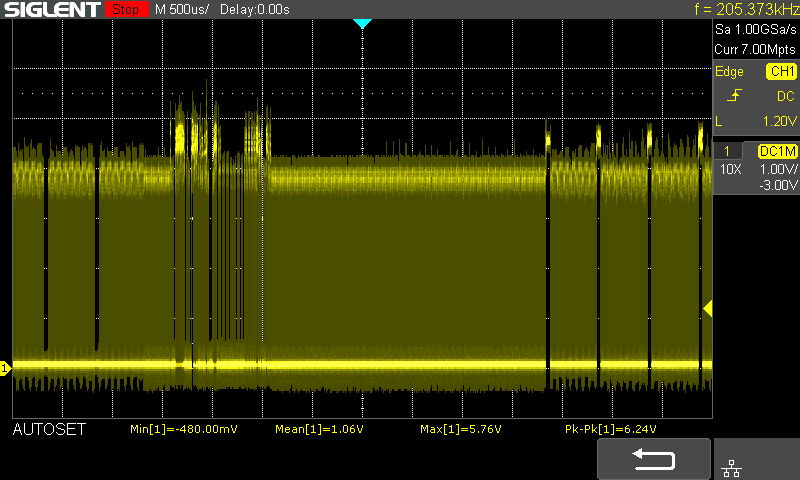 SIGLENT Stop M 500us/ Delay:0.00s f = 205.373kHz
Sa 1.00GSa/s
Curr 7.00Mpts
Edge CH1
DC
L 1.20V
1 DC1M
10X 1.00V/
-3.00V
1
AUTOSET Min[1]=-480.00mV Mean[1]=1.06V Max[1]=5.76V Pk-Pk[1]=6.24V